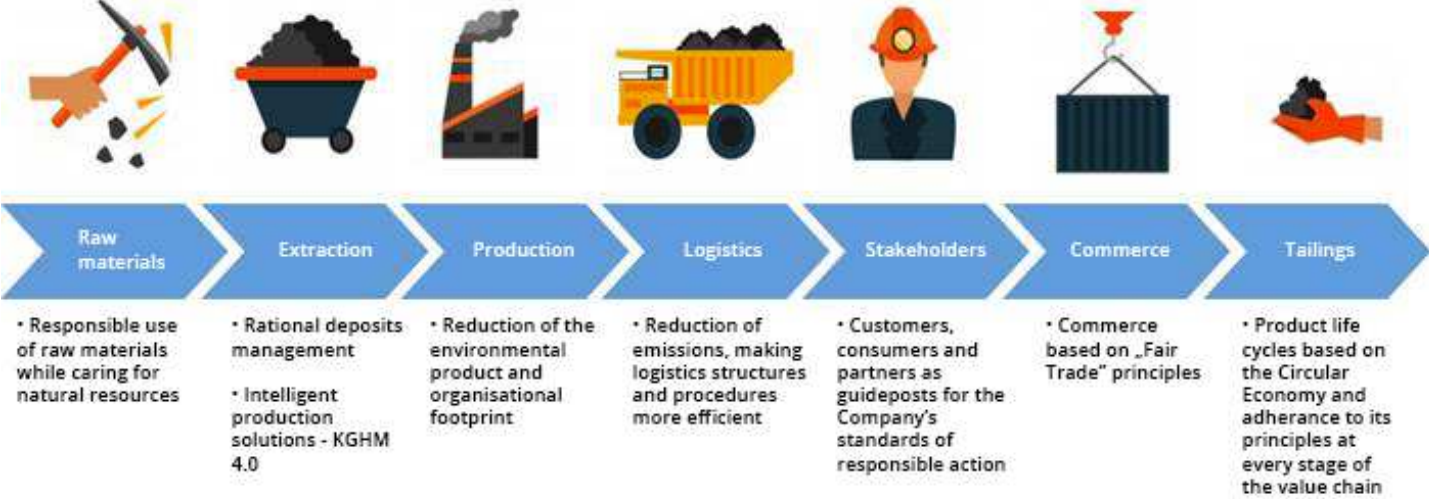 Raw
materials
Extraction
Production
Logistics
Stakeholders
Commerce
Tailings
• Responsible use
of raw materials
while caring for
natural resources
• Rational deposits
management
• Intelligent
production
solutions - KGHM
4.0
• Reduction of the
environmental
product and
organisational
footprint
• Reduction of
emissions, making
logistics structures
and procedures
more efficient
• Customers,
consumers and
partners as
guideposts for the
Company's
standards of
responsible action
• Commerce
based on „Fair
Trade” principles
• Product life
cycles based on
the Circular
Economy and
adherance to its
principles at
every stage of
the value chain